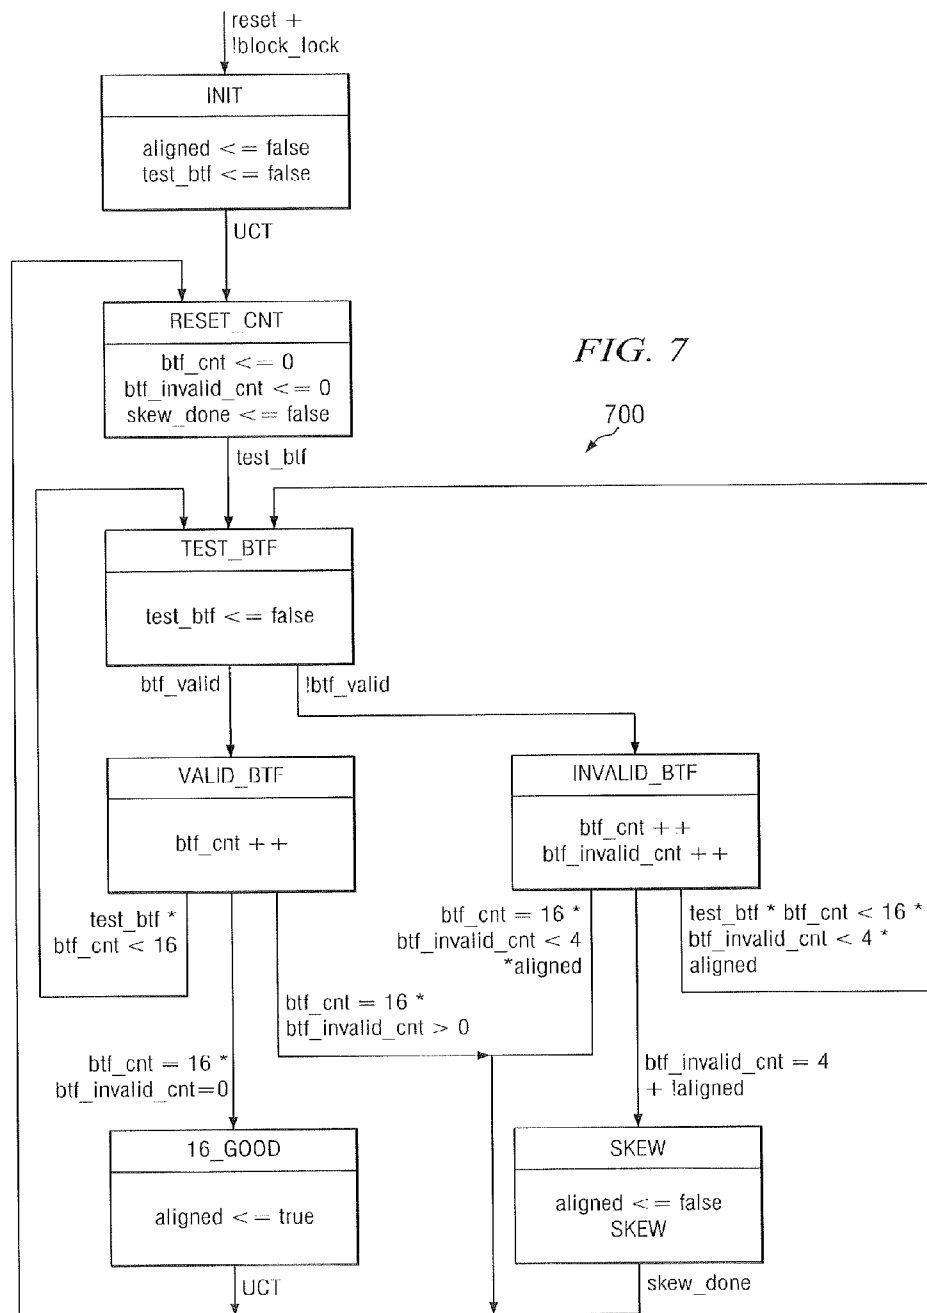 reset +
!block_lock
INIT
aligned <= false
test_btf <= false
UCT
RESET_CNT
btf_cnt <= 0
btf_invalid_cnt <= 0
skew_done <= false
FIG. 7
700
test_btf
TEST_BTF
test_btf <= false
btf_valid
!btf_valid
VALID_BTF
btf_cnt ++
INVALID_BTF
btf_cnt ++
btf_invalid_cnt ++
test_btf *
btf_cnt < 16
btf_cnt = 16 *
btf_invalid_cnt > 0
btf_cnt = 16 *
btf_invalid_cnt < 4
*aligned
test_btf * btf_cnt < 16 *
btf_invalid_cnt < 4 *
aligned
btf_cnt = 16 *
btf_invalid_cnt=0
btf_invalid_cnt = 4
+ !aligned
16_GOOD
aligned <= true
UCT
SKEW
aligned <= false
SKEW
skew_done